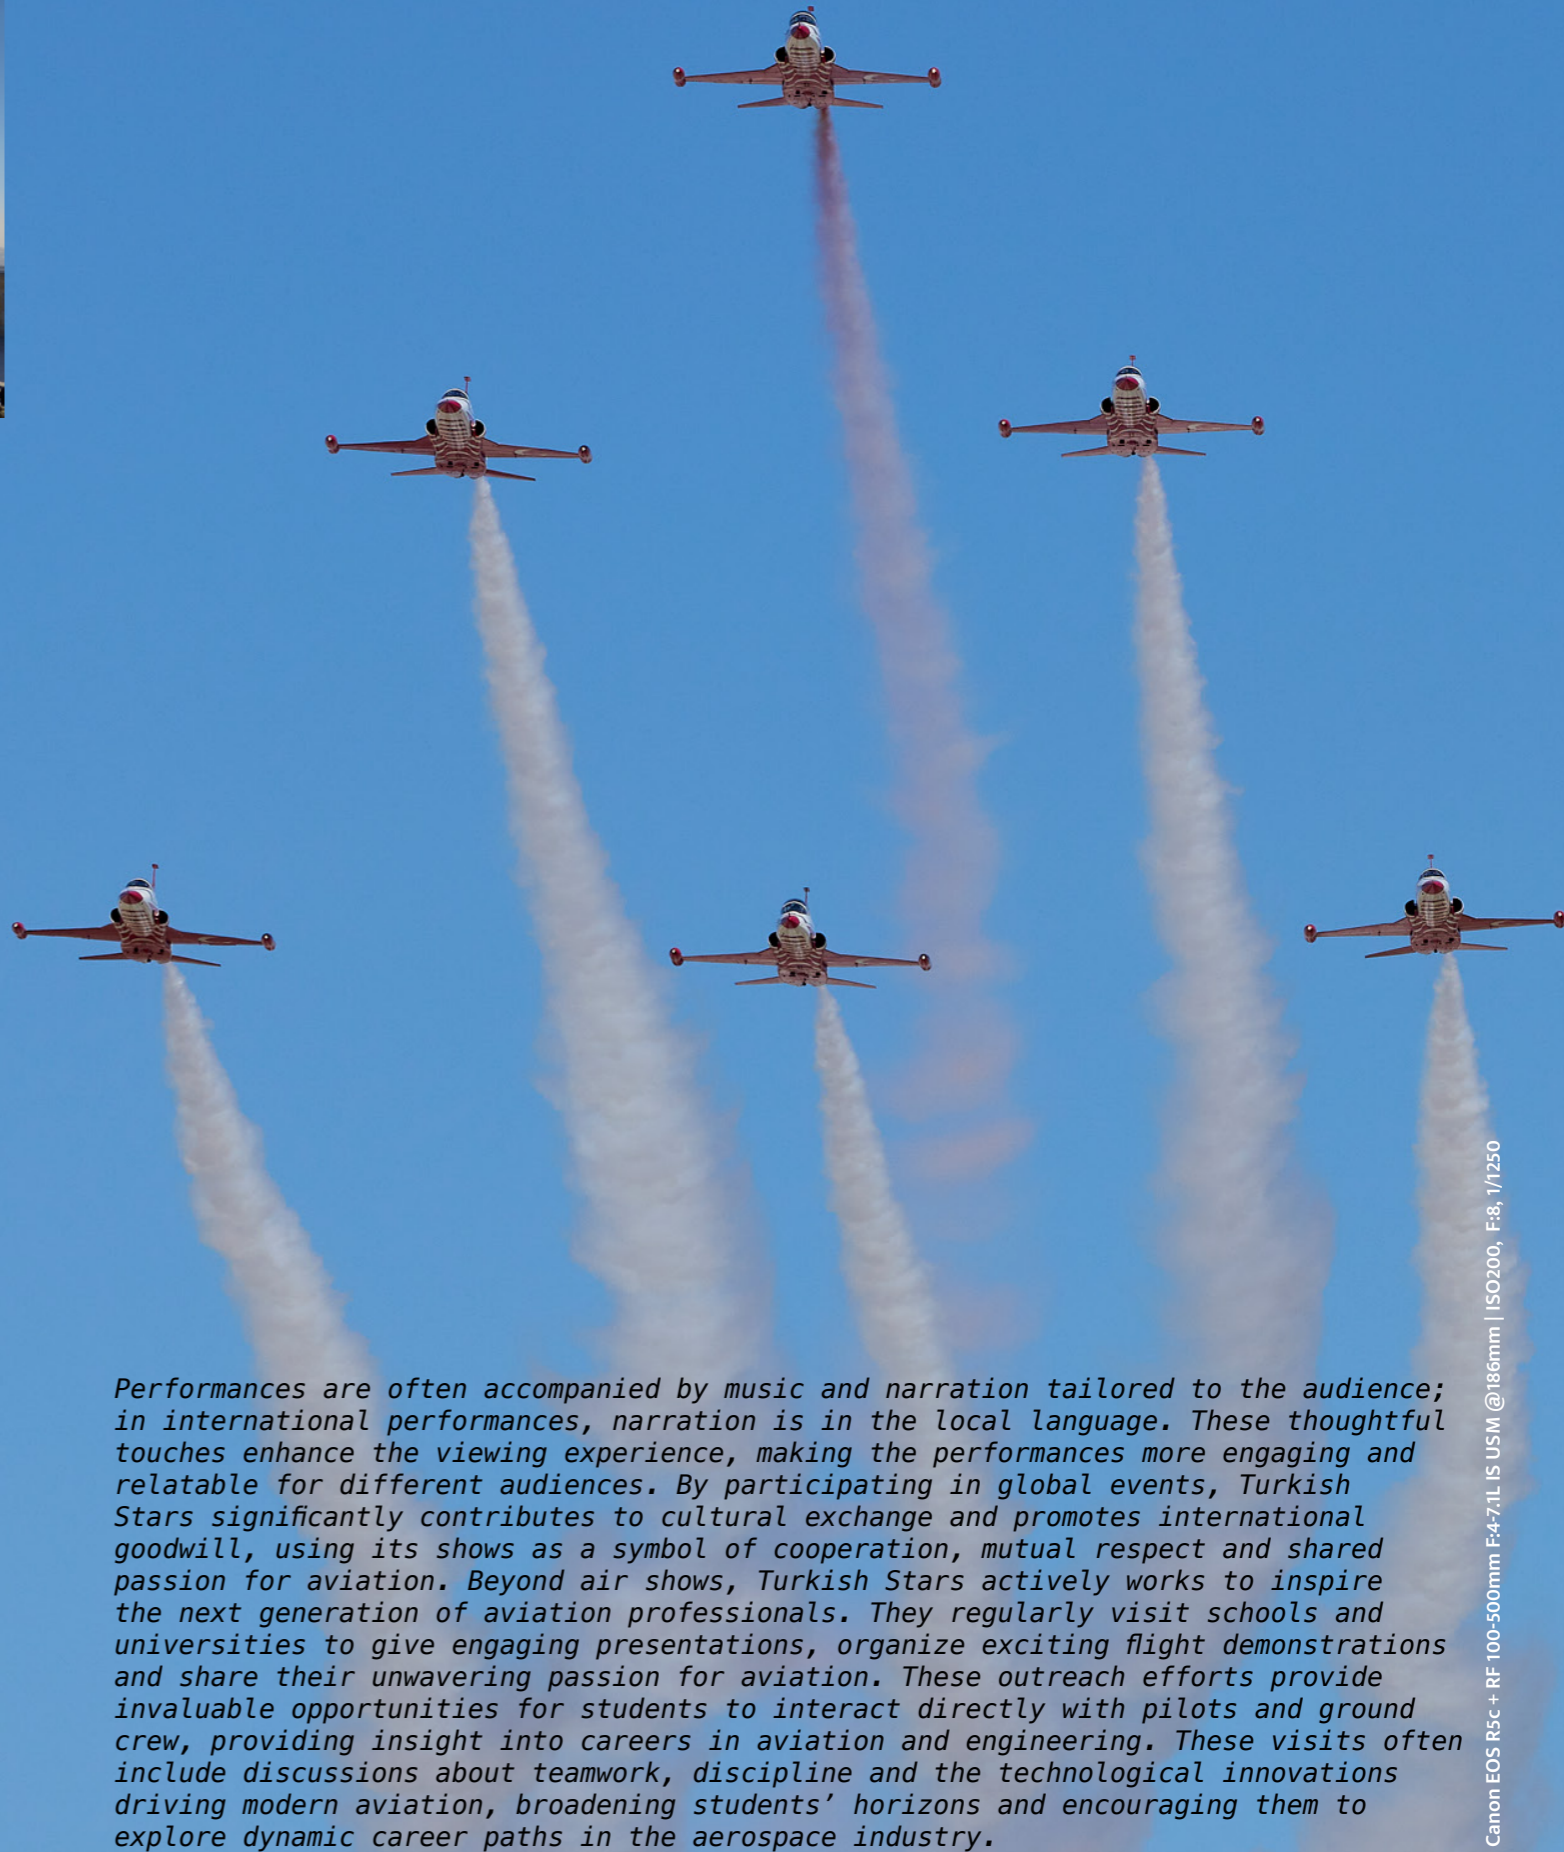 Performances are often accompanied by music and narration tailored to the audience;
in international performances, narration is in the local language. These thoughtful
touches enhance the viewing experience, making the performances more engaging and
relatable for different audiences. By participating in global events, Turkish
Stars significantly contributes to cultural exchange and promotes international
goodwill, using its shows as a symbol of cooperation, mutual respect and shared
passion for aviation. Beyond air shows, Turkish Stars actively works to inspire
the next generation of aviation professionals. They regularly visit schools and
universities to give engaging presentations, organize exciting flight demonstrations
and share their unwavering passion for aviation. These outreach efforts provide
invaluable opportunities for students to interact directly with pilots and ground
crew, providing insight into careers in aviation and engineering. These visits often
include discussions about teamwork, discipline and the technological innovations
driving modern aviation, broadening students’ horizons and encouraging them to
explore dynamic career paths in the aerospace industry.
Canon EOS R5c + RF 100-500mm F:4-7.1L IS USM @186mm | ISO200, F:8, 1/1250